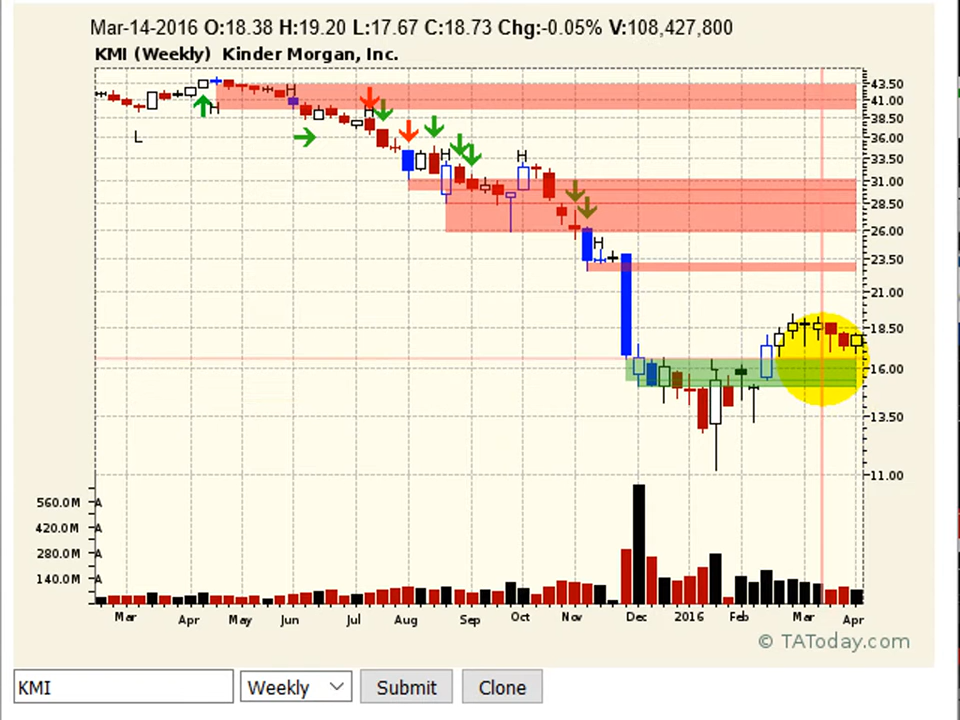 Mar-14-2016 O:18.38 H:19.20 L:17.67 C:18.73 Chg:-0.05% V:108,427,800
KMI (Weekly) Kinder Morgan, Inc.
43.50
H
H
41.00
H
38.50
L
36.00
H
H
33.50
31.00
28.50
26.00
H
23.50
21.00
18.50
L
16.00
13.50
11.00
560.0M A
420.0M A
280.0M A
140.0M A
A
Mar Apr May Jun Jul Aug Sep Oct Nov Dec 2016 Feb Mar Apr
© TAToday.com
KMI Weekly Submit Clone